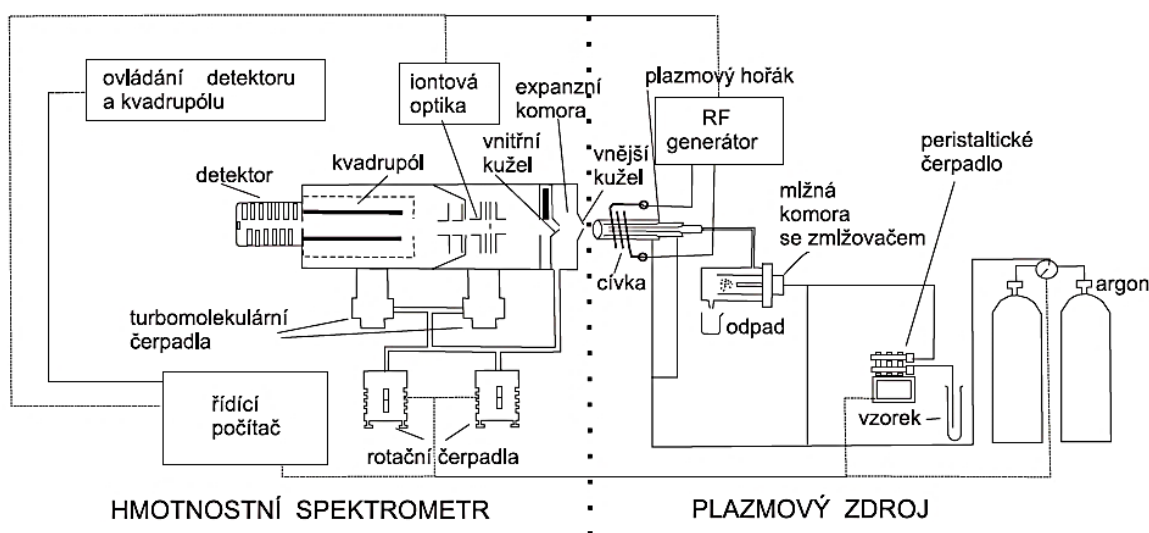 ovládání detektoru
a kvadrupólu
iontová
optika
expanzní
komora
plazmový hořák
RF
generátor
peristaltické
čerpadlo
vnitřní
kužel
vnější
kužel
detektor
kvadrupól
mlžná
komora
se zmlžovačem
cívka
argon
odpad
turbomolekulární
čerpadla
řídící
počítač
rotační čerpadla
vzorek
HMOTNOSTNÍ SPEKTROMETR
PLAZMOVÝ ZDROJ